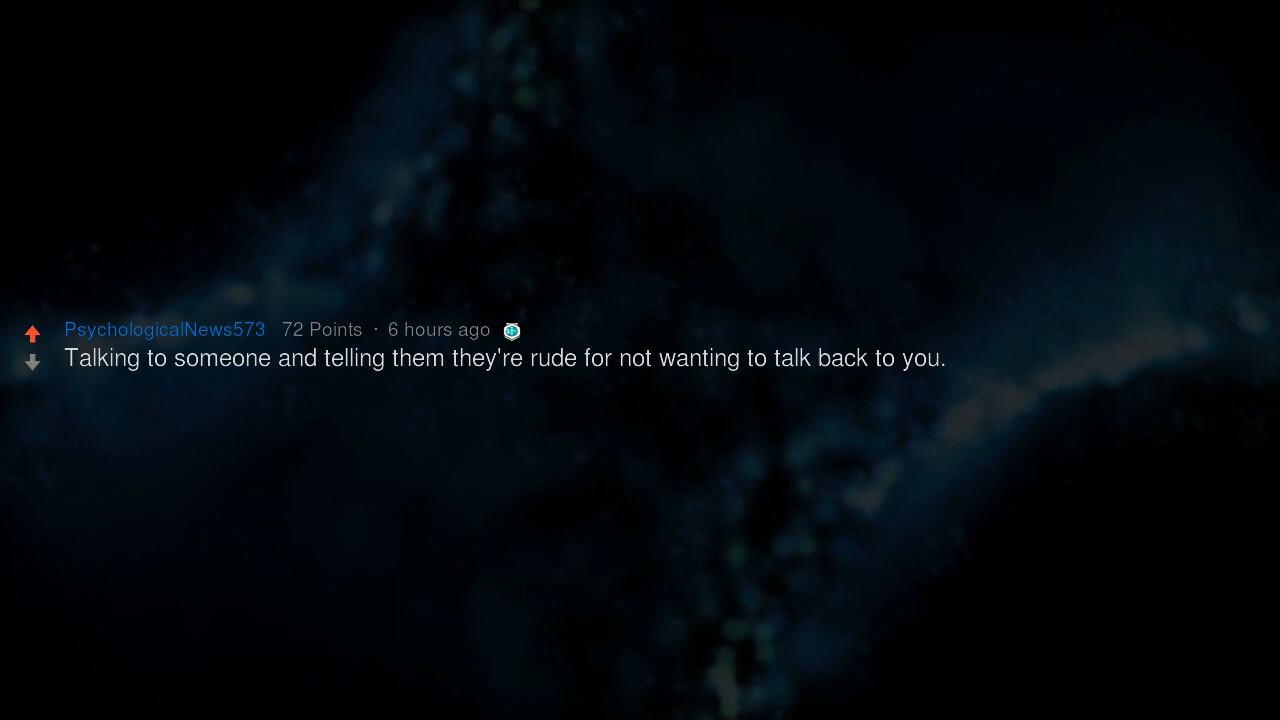 PsychologicalNews573 72 Points · 6 hours ago
Talking to someone and telling them they're rude for not wanting to talk back to you.